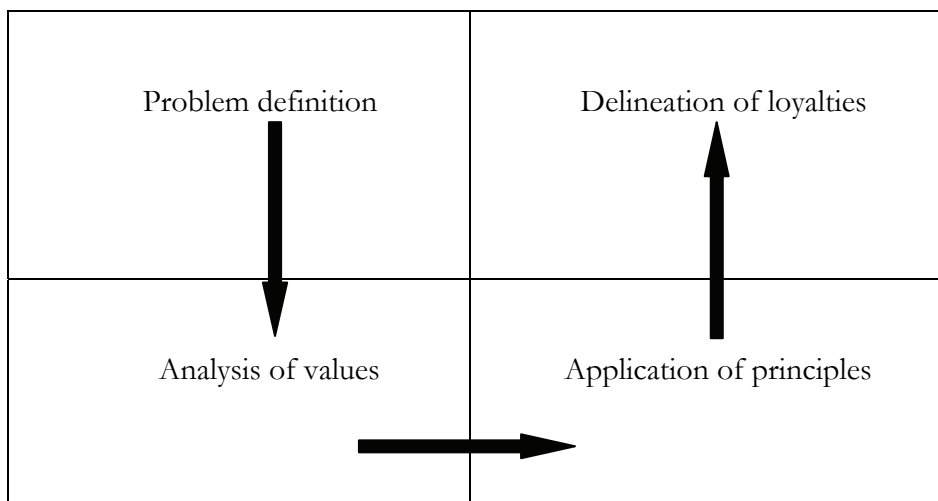 Problem definition
Delineation of loyalties
Analysis of values
Application of principles